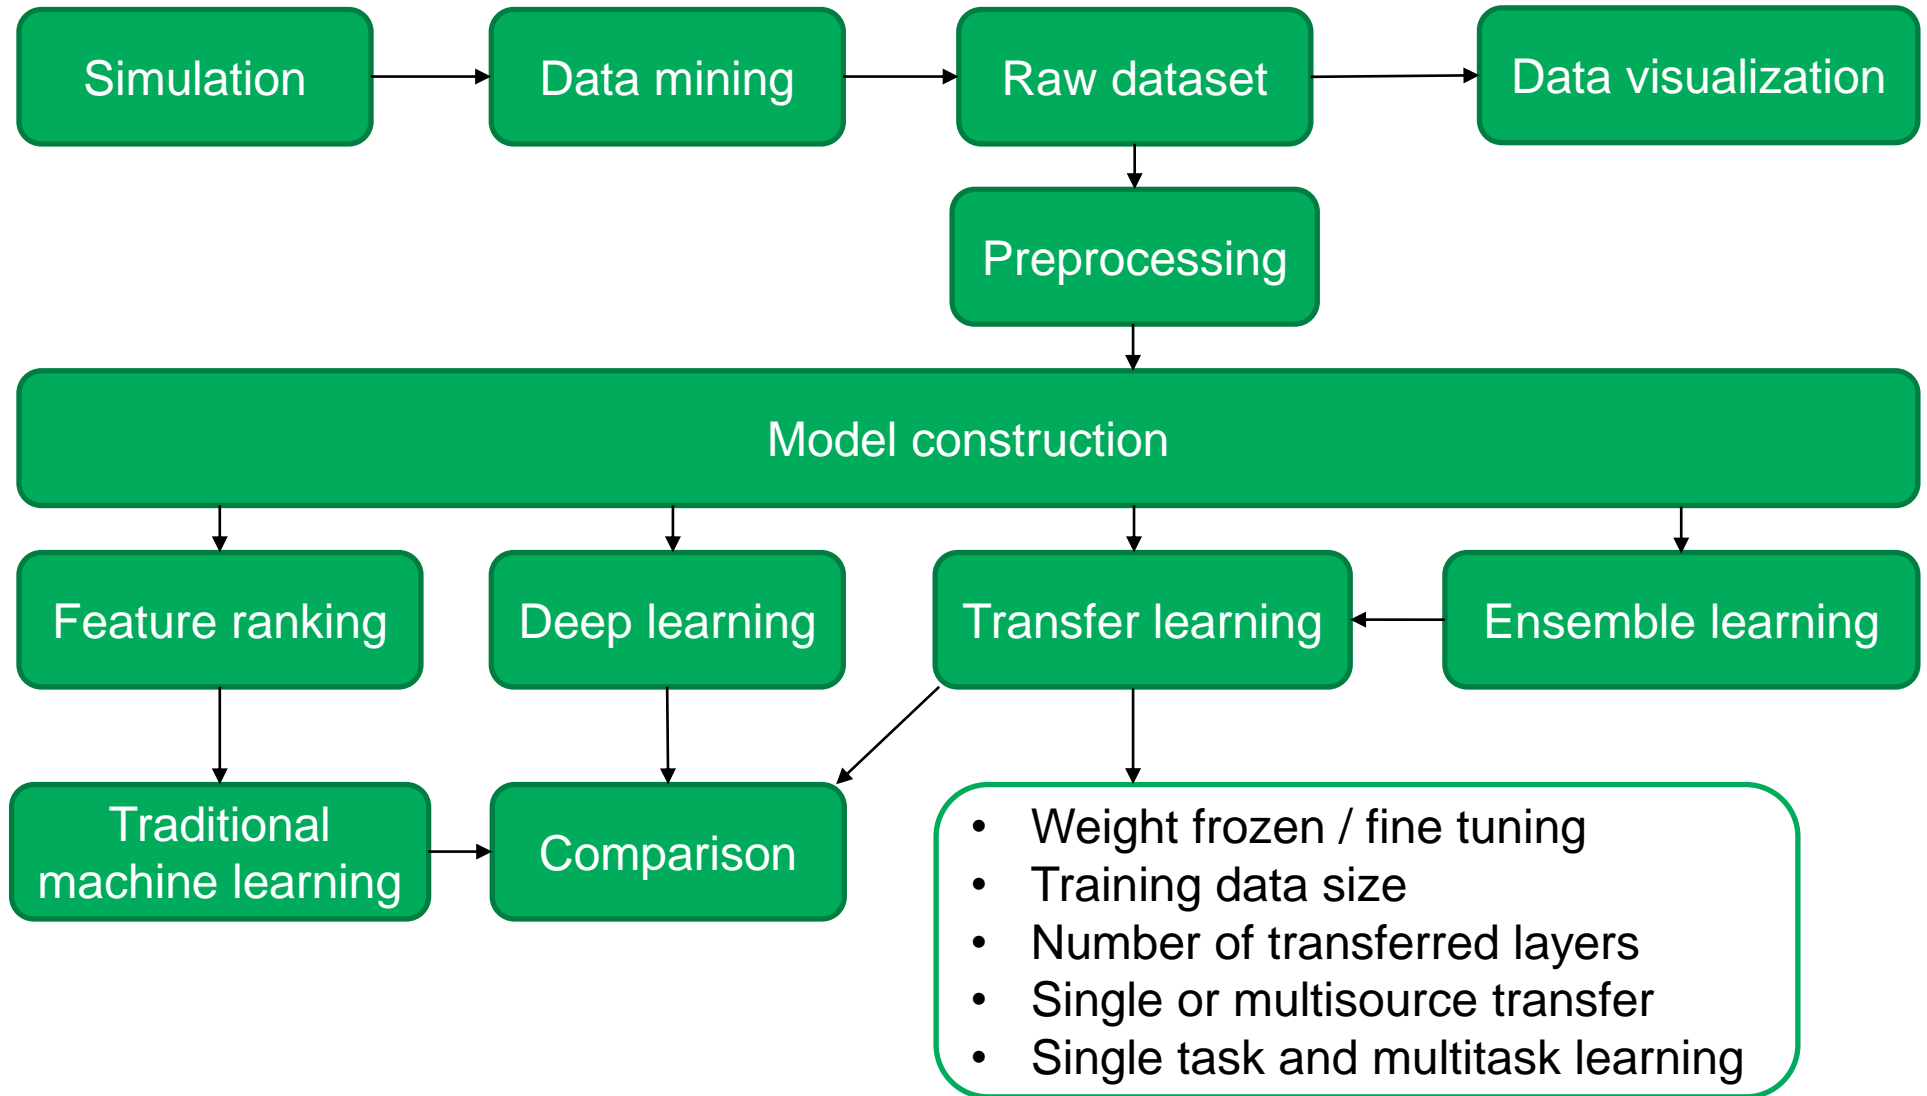 Simulation
Data mining
Raw dataset
Data visualization
Preprocessing
Model construction
Feature ranking
Deep learning
Transfer learning
Ensemble learning
Traditional
machine learning
Comparison
• Weight frozen / fine tuning
• Training data size
• Number of transferred layers
• Single or multisource transfer
• Single task and multitask learning